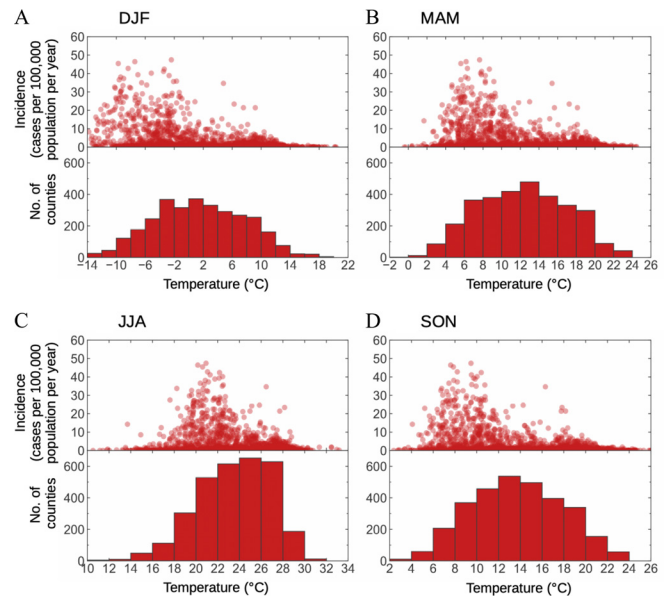 A DJF
B MAM
Incidence
(cases per 100,000
population per year)
60
50
40
30
20
10
0
60
50
40
30
20
10
0
No. of
counties
600
400
200
0
600
400
200
0
−14 −10 −6 −2 2 6 10 14 18 22
−2 0 2 4 6 8 10 12 14 16 18 20 22 24 26
Temperature (°C)
Temperature (°C)
C JJA
D SON
Incidence
(cases per 100,000
population per year)
60
50
40
30
20
10
0
60
50
40
30
20
10
0
No. of
counties
600
400
200
0
600
400
200
0
10 12 14 16 18 20 22 24 26 28 30 32 34
2 4 6 8 10 12 14 16 18 20 22 24 26
Temperature (°C)
Temperature (°C)